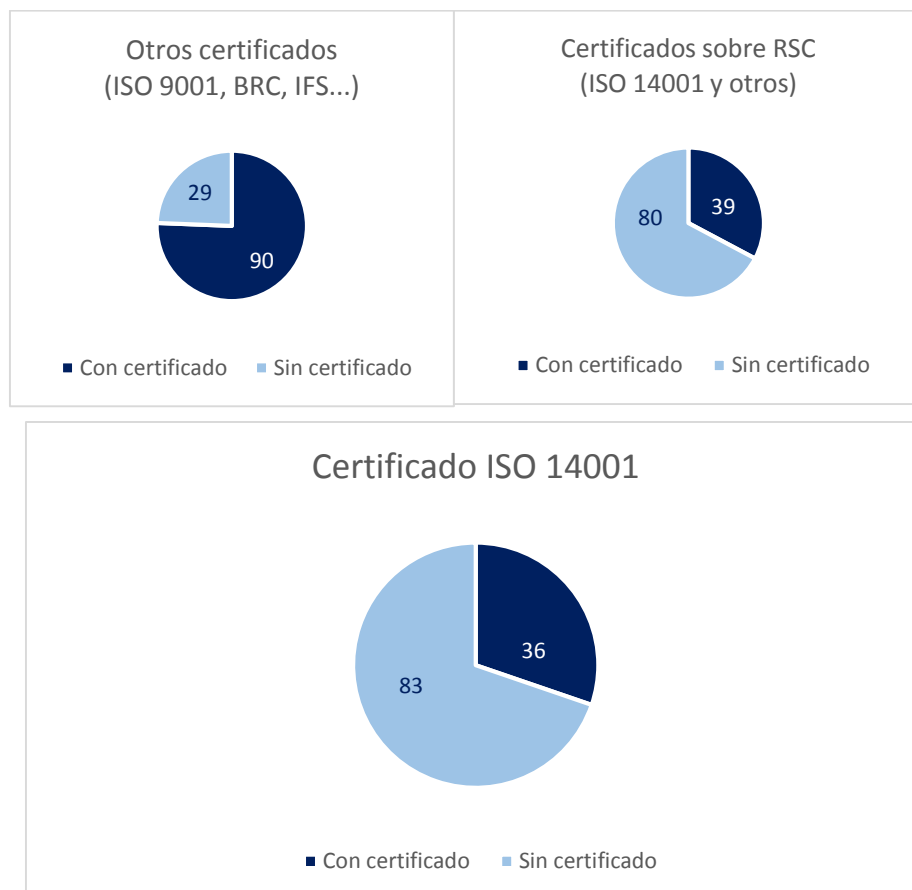 Otros certificados
(ISO 9001, BRC, IFS...)
29
90
Con certificado
Sin certificado
Certificados sobre RSC
(ISO 14001 y otros)
39
80
Con certificado
Sin certificado
Certificado ISO 14001
36
83
Con certificado
Sin certificado